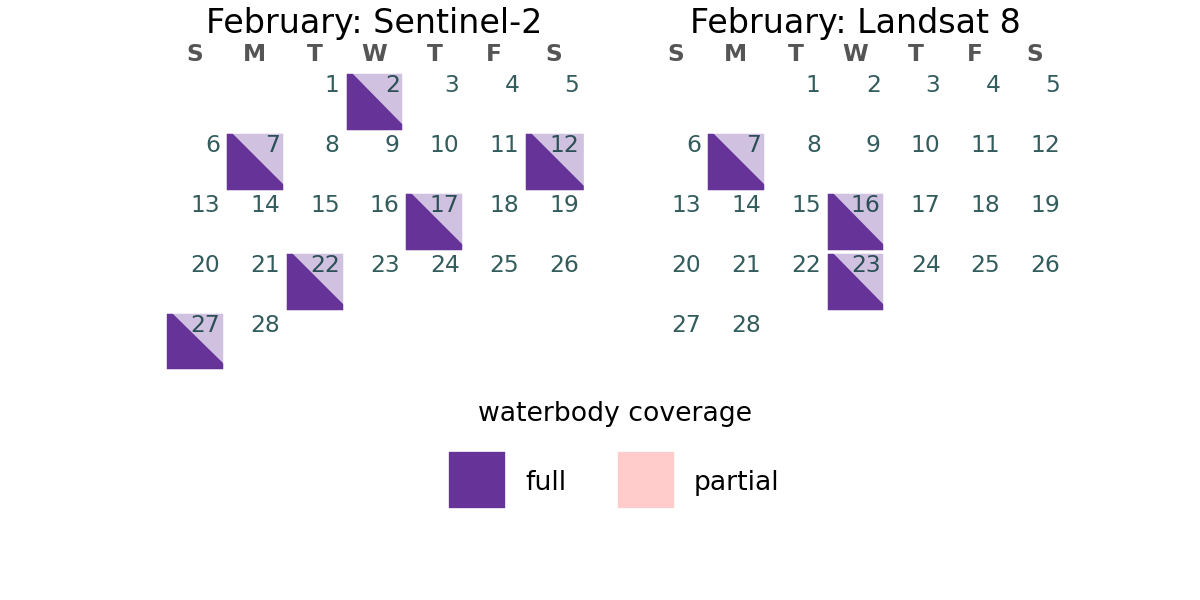 February: Sentinel-2
S M T W T F S
1 2 3 4 5
6 7 8 9 10 11 12
13 14 15 16 17 18 19
20 21 22 23 24 25 26
27 28
February: Landsat 8
S M T W T F S
1 2 3 4 5
6 7 8 9 10 11 12
13 14 15 16 17 18 19
20 21 22 23 24 25 26
27 28
waterbody coverage
full partial